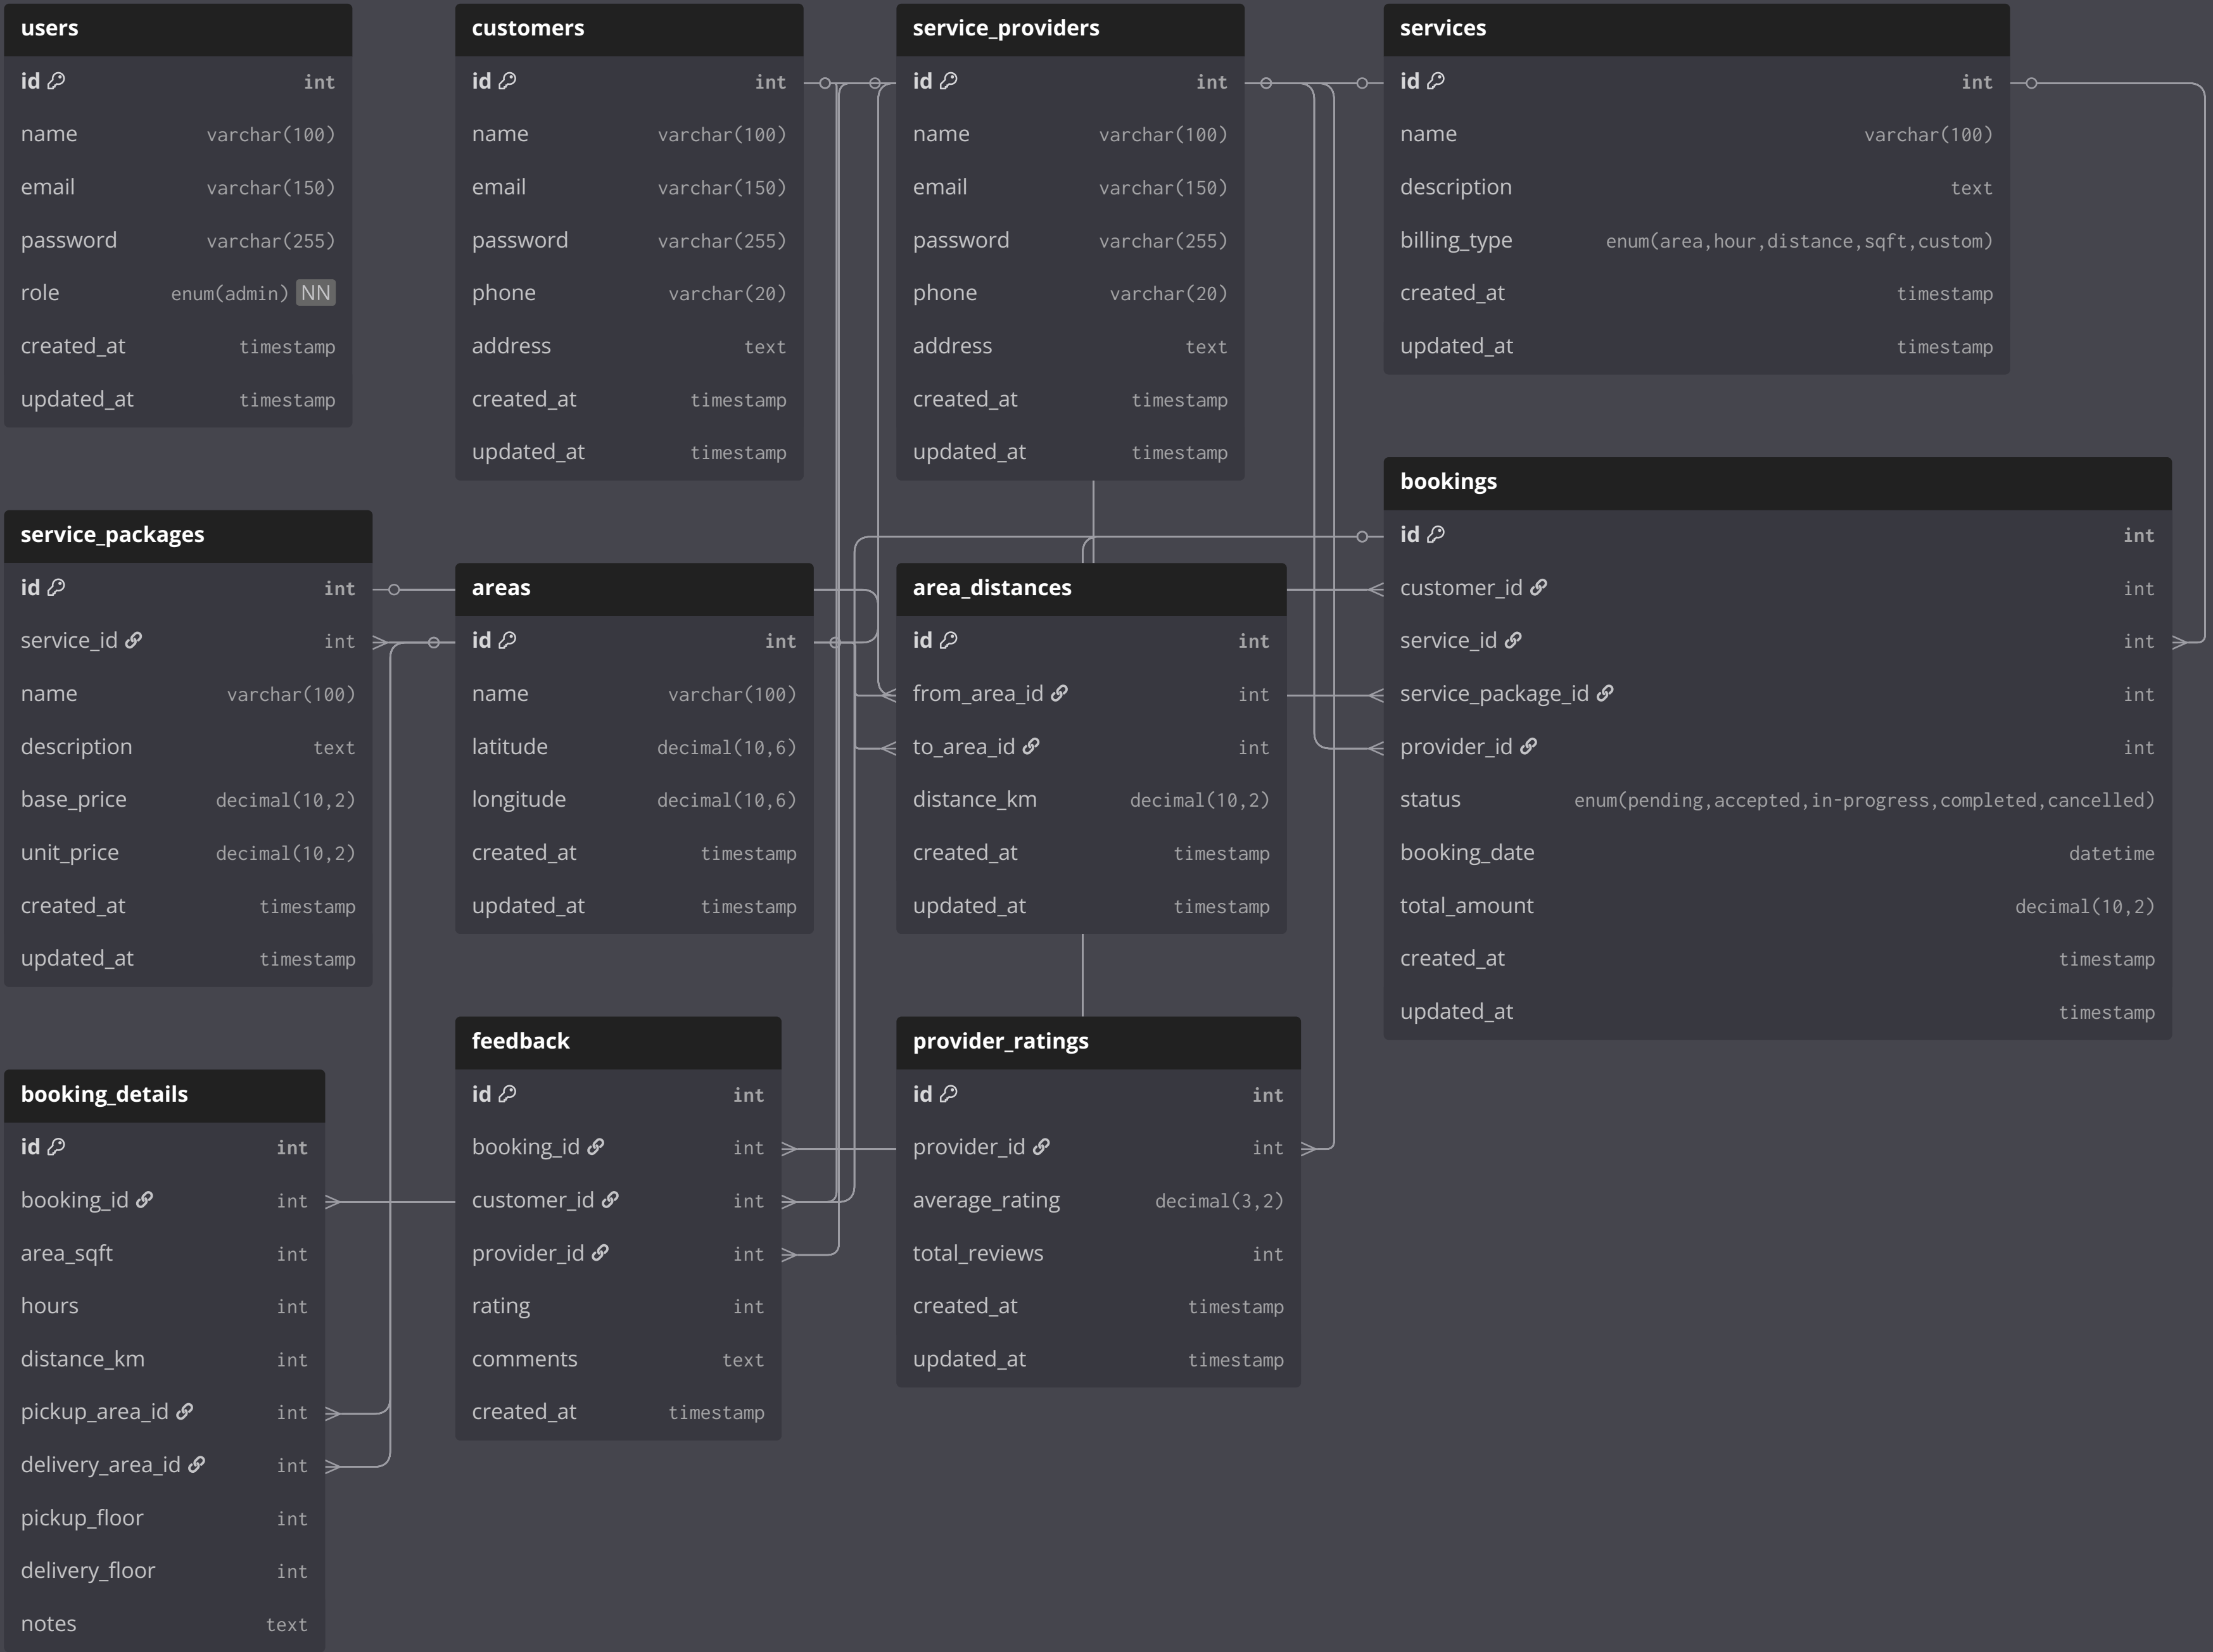 users
id int
name varchar(100)
email varchar(150)
password varchar(255)
role enum(admin) NN
created_at timestamp
updated_at timestamp
customers
id int
name varchar(100)
email varchar(150)
password varchar(255)
phone varchar(20)
address text
created_at timestamp
updated_at timestamp
service_providers
id int
name varchar(100)
email varchar(150)
password varchar(255)
phone varchar(20)
address text
created_at timestamp
updated_at timestamp
services
id int
name varchar(100)
description text
billing_type enum(area,hour,distance,sqft,custom)
created_at timestamp
updated_at timestamp
service_packages
id int
service_id int
name varchar(100)
description text
base_price decimal(10,2)
unit_price decimal(10,2)
created_at timestamp
updated_at timestamp
areas
id int
name varchar(100)
latitude decimal(10,6)
longitude decimal(10,6)
created_at timestamp
updated_at timestamp
area_distances
id int
from_area_id int
to_area_id int
distance_km decimal(10,2)
created_at timestamp
updated_at timestamp
bookings
id int
customer_id int
service_id int
service_package_id int
provider_id int
status enum(pending,accepted,in-progress,completed,cancelled)
booking_date datetime
total_amount decimal(10,2)
created_at timestamp
updated_at timestamp
booking_details
id int
booking_id int
area_sqft int
hours int
distance_km int
pickup_area_id int
delivery_area_id int
pickup_floor int
delivery_floor int
notes text
feedback
id int
booking_id int
customer_id int
provider_id int
rating int
comments text
created_at timestamp
provider_ratings
id int
provider_id int
average_rating decimal(3,2)
total_reviews int
created_at timestamp
updated_at timestamp